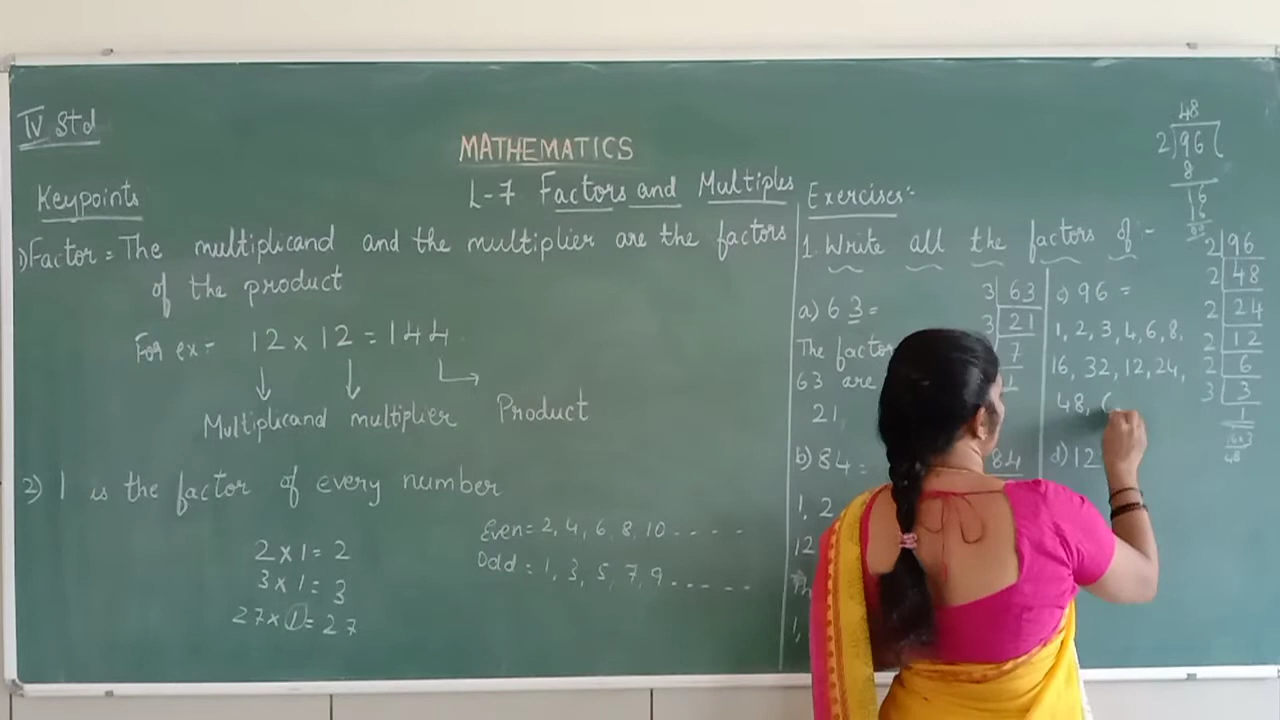 IV Std
MATHEMATICS
L-7 Factors and Multiples
Keypoints
1) Factor = The multiplicand and the multiplier are the factors
of the product
For ex:- 12 x 12 = 144
Multiplicand multiplier Product
2) 1 is the factor of every number
2 x 1 = 2
3 x 1 = 3
27 x 1 = 27
Even = 2, 4, 6, 8, 10 . . . .
Odd = 1, 3, 5, 7, 9 . . . . .
Exercises:-
1. Write all the factors of :-
a) 63 =
The factor
63 are
21,
3 63
3 21
7
1
b) 84 =
84
1, 2
12
1,
c) 96 =
1, 2, 3, 4, 6, 8,
16, 32, 12, 24,
48,
d) 12
48
2) 96 (
8
16
16
2 96
2 48
2 24
2 12
2 6
3 3
1
16x3
48